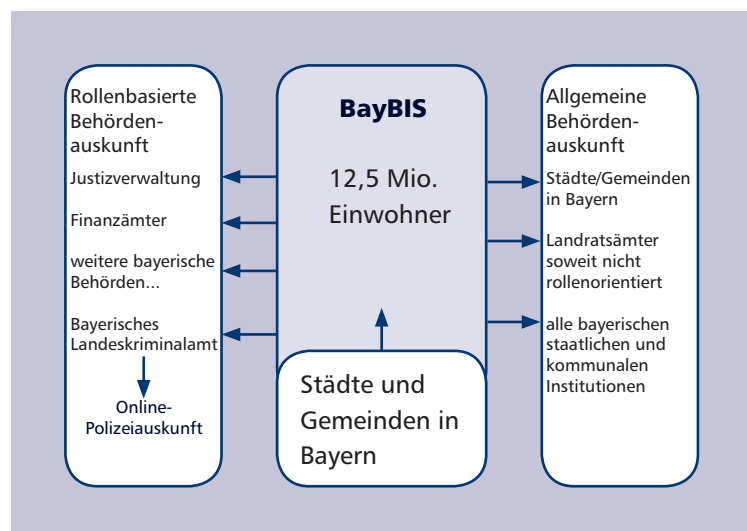 Rollenbasierte
Behörden-
auskunft
Justizverwaltung
Finanzämter
weitere bayerische
Behörden...
Bayerisches
Landeskriminalamt
Online-
Polizeiauskunft
BayBIS
12,5 Mio.
Einwohner
Städte und
Gemeinden in
Bayern
Allgemeine
Behörden-
auskunft
Städte/Gemeinden
in Bayern
Landratsämter
soweit nicht
rollenorientiert
alle bayerischen
staatlichen und
kommunalen
Institutionen